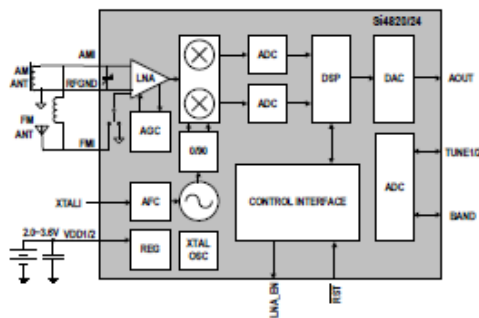 Si4820/24
AMI
LNA
AM
ANT
RFGND
ADC
ADC
DSP
DAC
AOUT
FM
ANT
FMI
AGC
0/90
TUNE1/2
ADC
BAND
XTALI
AFC
CONTROL INTERFACE
2.0~3.6V
VDD1/2
REG
XTAL
OSC
LNA_EN
RST